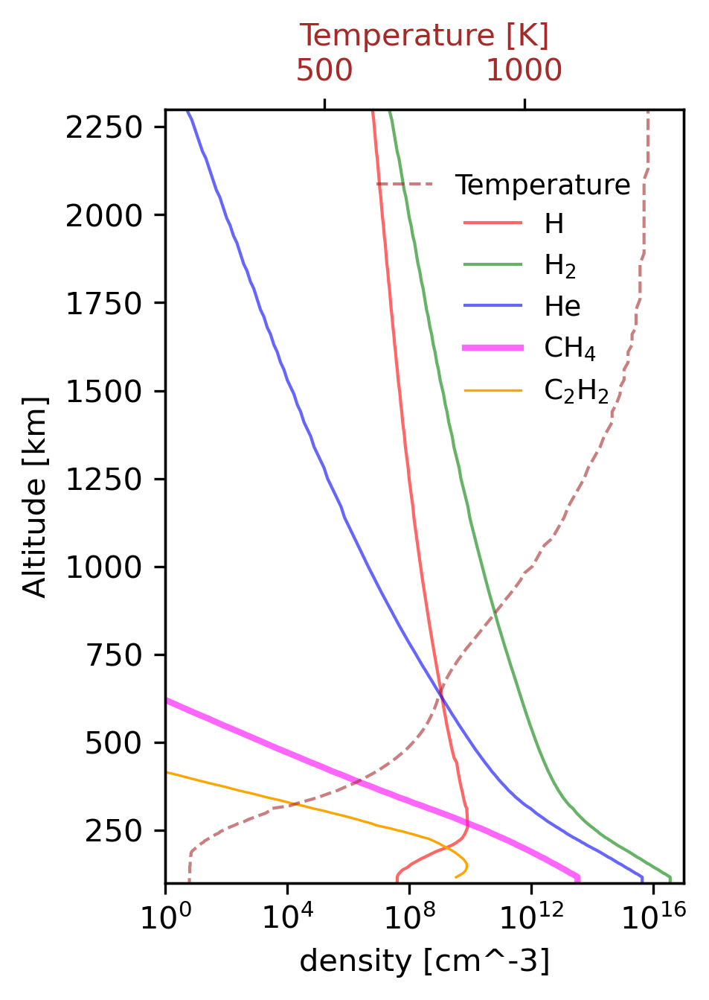 Temperature [K]
500 1000
2250
2000
1750
1500
1250
1000
750
500
250
Altitude [km]
Temperature
H
H₂
He
CH₄
C₂H₂
10⁰ 10⁴ 10⁸ 10¹² 10¹⁶
density [cm^-3]